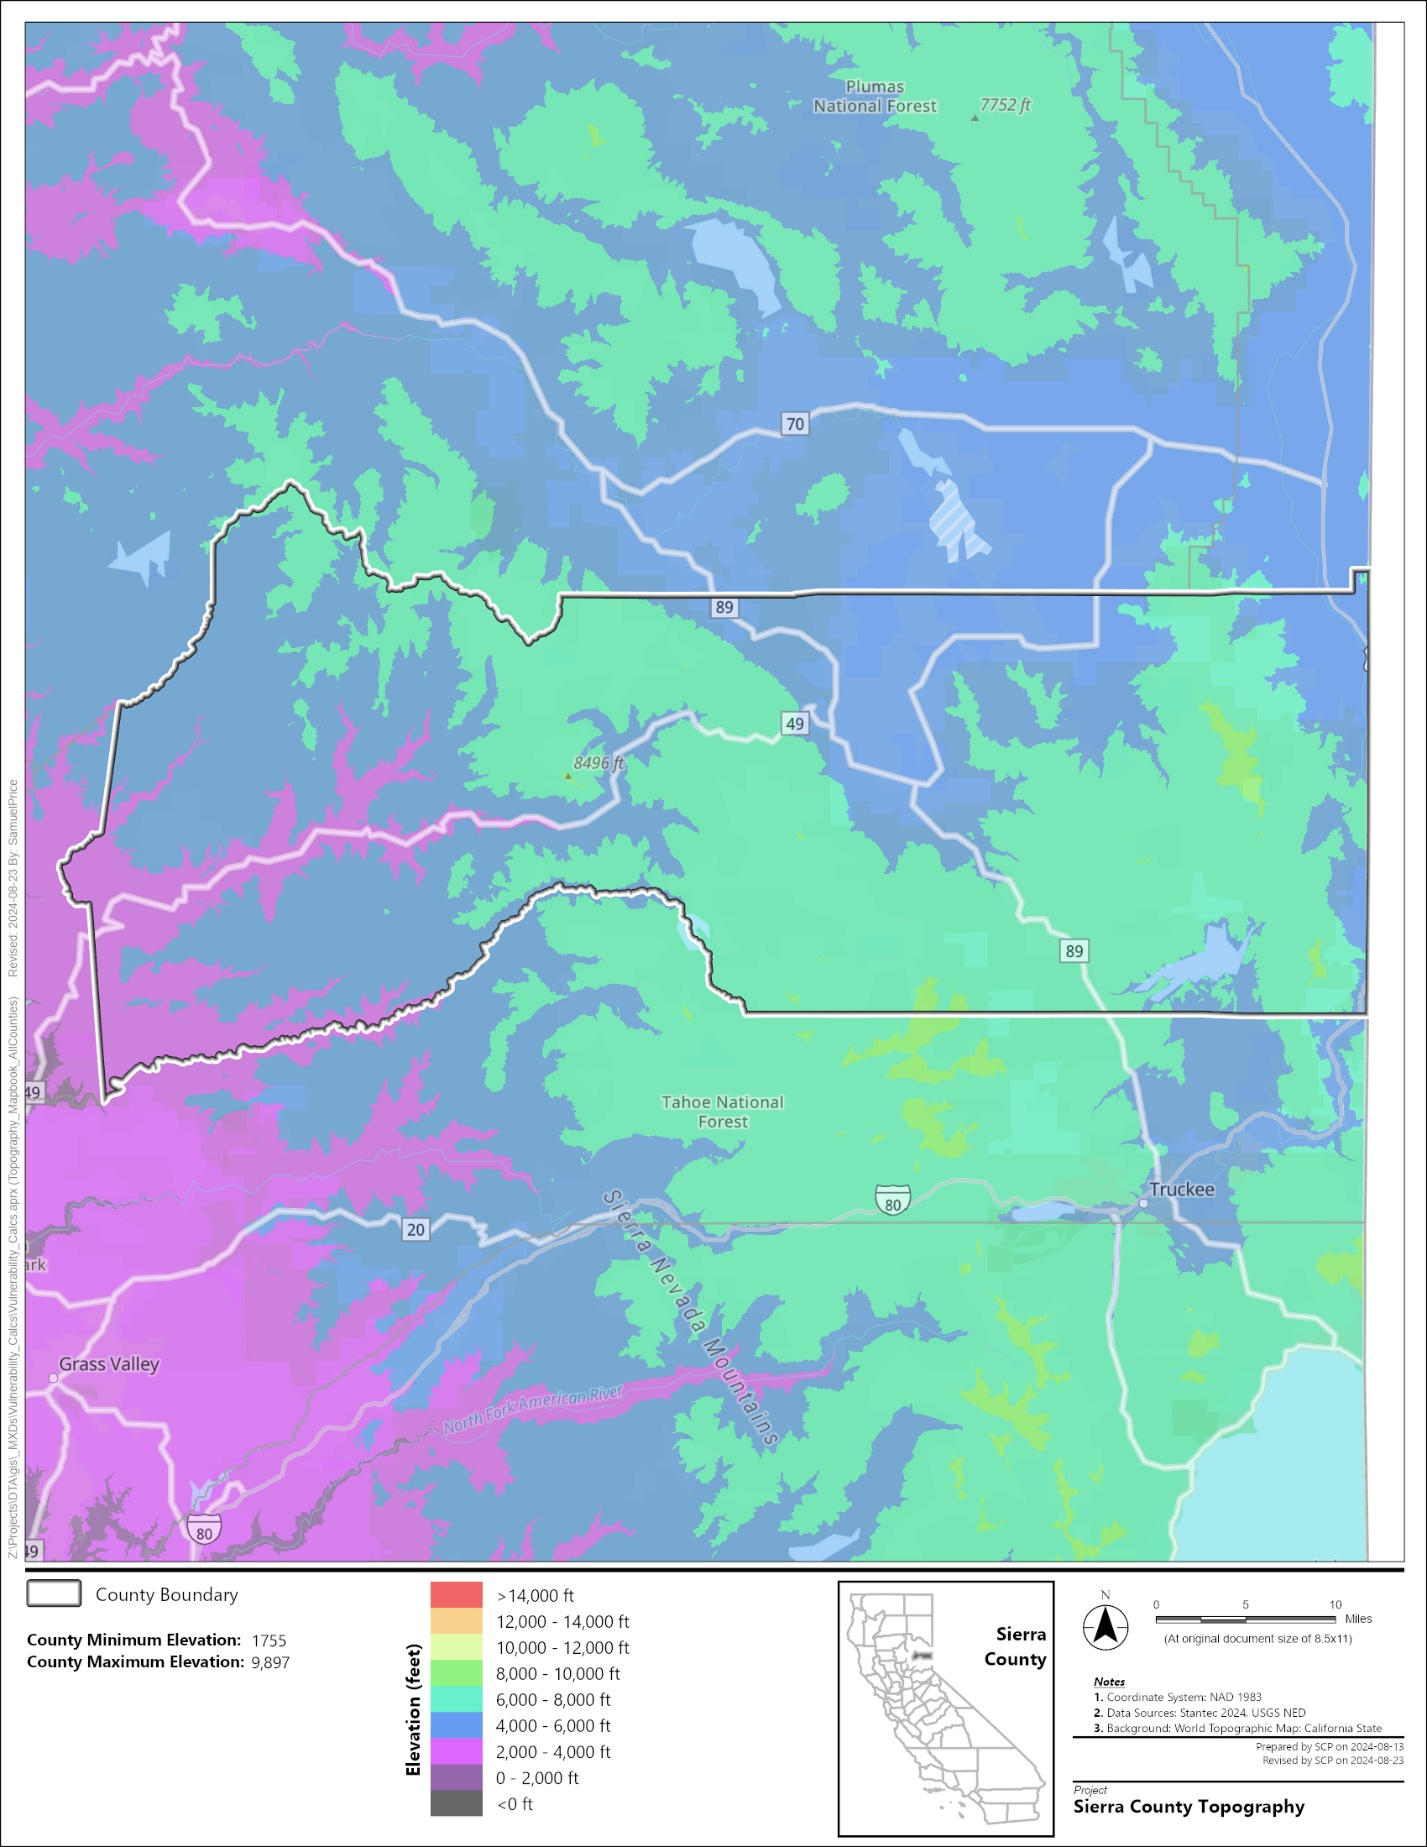 Plumas
National Forest
7752 ft
70
89
49
8496 ft
89
49
Tahoe National
Forest
80
Truckee
20
Sierra Nevada Mountains
ark
Grass Valley
North Fork American River
80
49
Z:\Projects\DTA\gis\_MXDs\Vulnerability_Calcs\Vulnerability_Calcs.aprx (Topography_Mapbook_AllCounties) Revised: 2024-08-23 By: SamuelPrice
County Boundary
County Minimum Elevation: 1755
County Maximum Elevation: 9,897
Elevation (feet)
>14,000 ft
12,000 - 14,000 ft
10,000 - 12,000 ft
8,000 - 10,000 ft
6,000 - 8,000 ft
4,000 - 6,000 ft
2,000 - 4,000 ft
0 - 2,000 ft
<0 ft
Sierra
County
N
0 5 10 Miles
(At original document size of 8.5x11)
Notes
1. Coordinate System: NAD 1983
2. Data Sources: Stantec 2024, USGS NED
3. Background: World Topographic Map: California State
Prepared by SCP on 2024-08-13
Revised by SCP on 2024-08-23
Project
Sierra County Topography